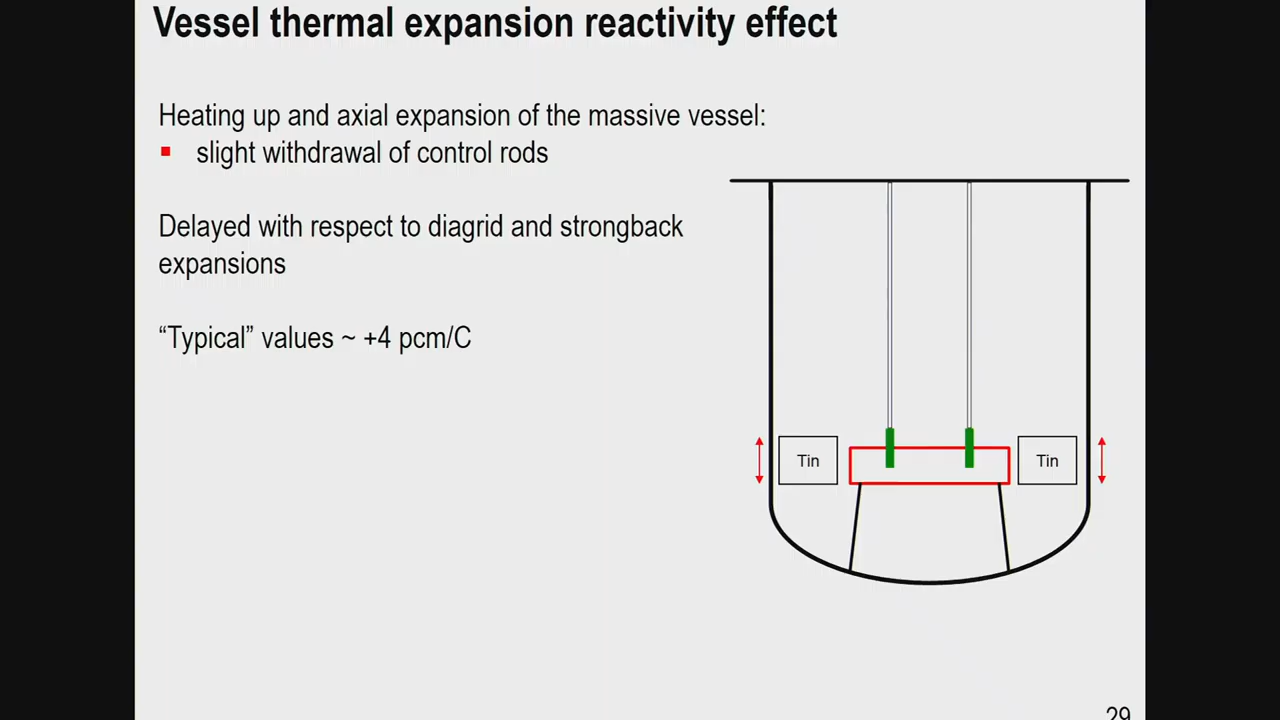 Vessel thermal expansion reactivity effect
Heating up and axial expansion of the massive vessel:
slight withdrawal of control rods
Delayed with respect to diagrid and strongback
expansions
“Typical” values ~ +4 pcm/C
Tin
Tin
29